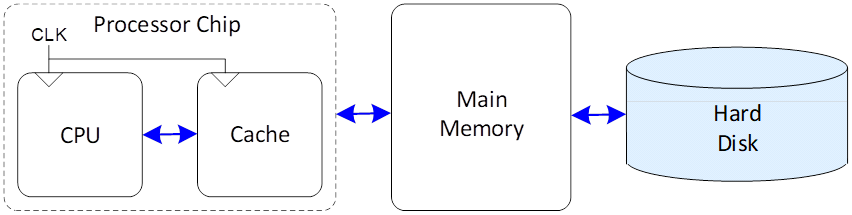 Processor Chip
CLK
CPU
Cache
Main
Memory
Hard
Disk